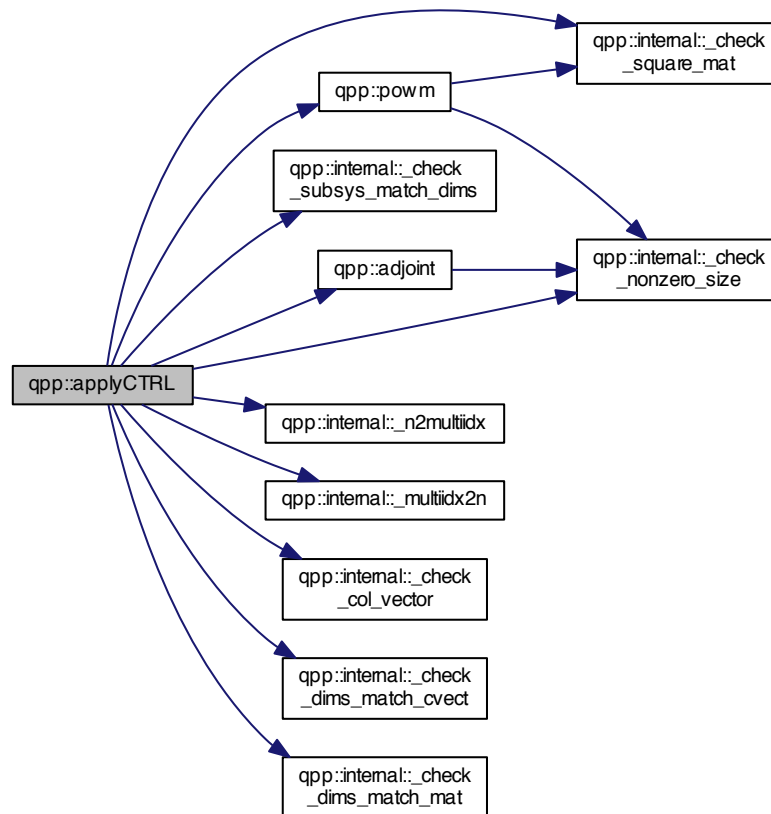 qpp::internal::_check
_square_mat
qpp::powm
qpp::internal::_check
_subsys_match_dims
qpp::adjoint
qpp::internal::_check
_nonzero_size
qpp::applyCTRL
qpp::internal::_n2multiidx
qpp::internal::_multiidx2n
qpp::internal::_check
_col_vector
qpp::internal::_check
_dims_match_cvect
qpp::internal::_check
_dims_match_mat